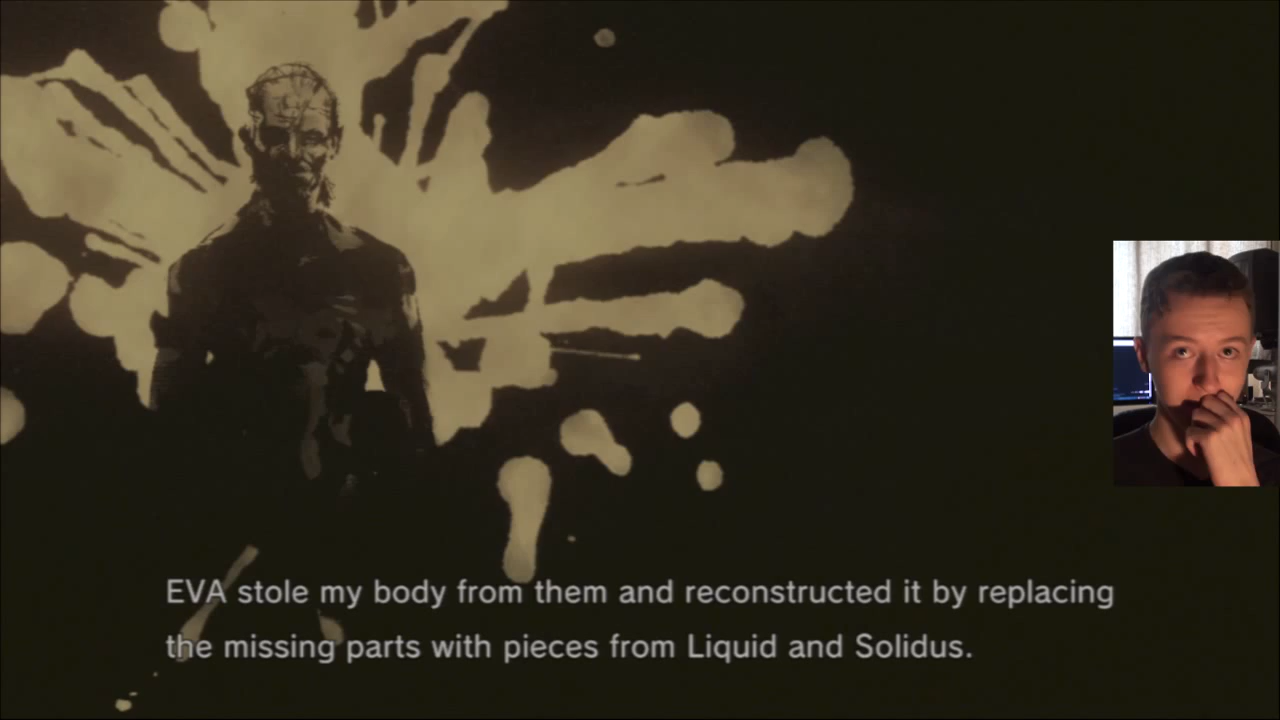 EVA stole my body from them and reconstructed it by replacing
the missing parts with pieces from Liquid and Solidus.